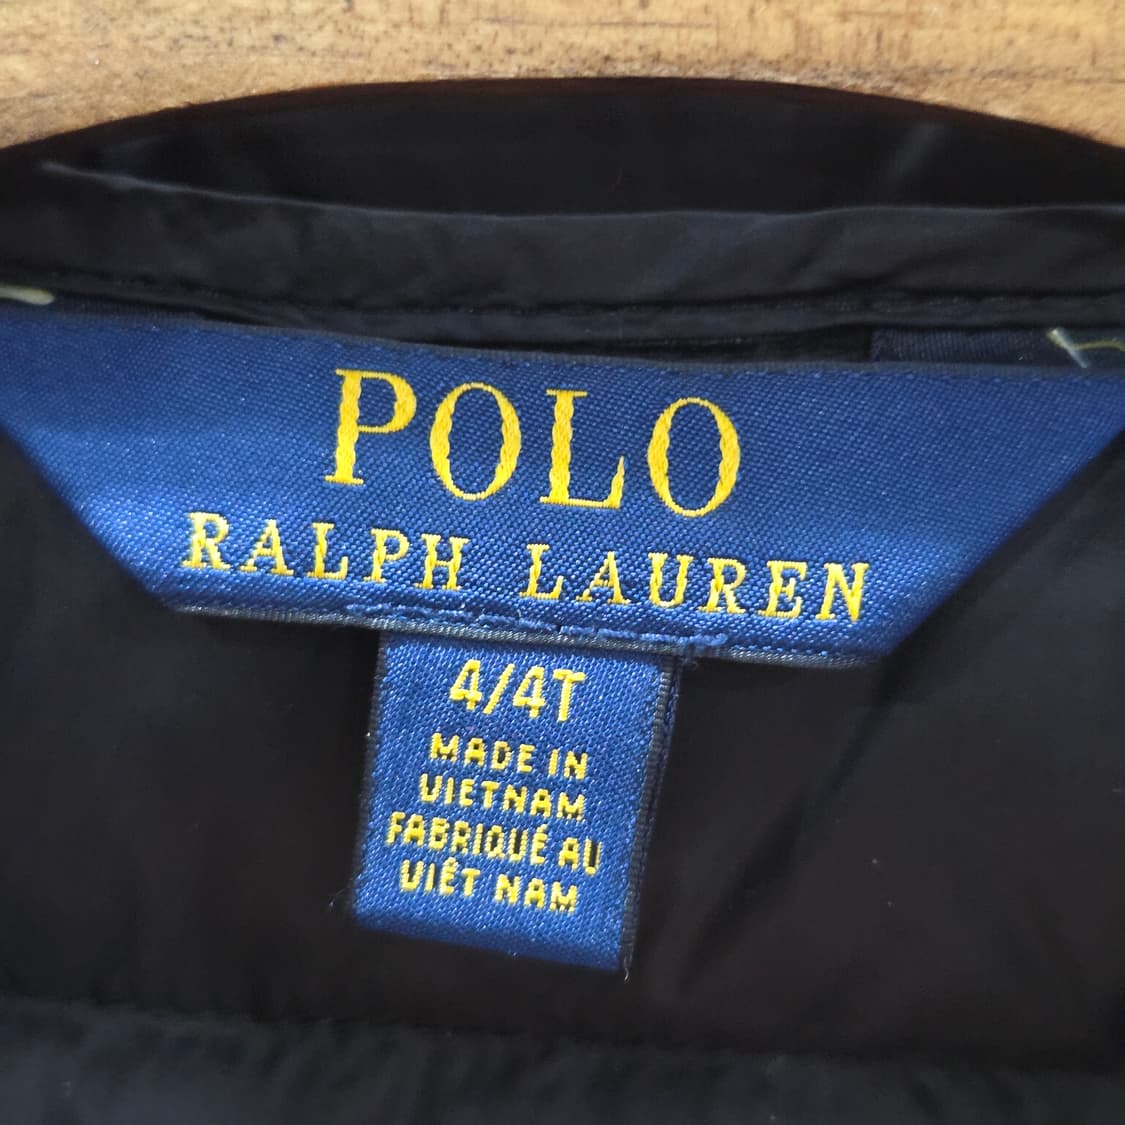 POLO
RALPH LAUREN
4/4T
MADE IN
VIETNAM
FABRIQUÉ AU
VIÊT NAM